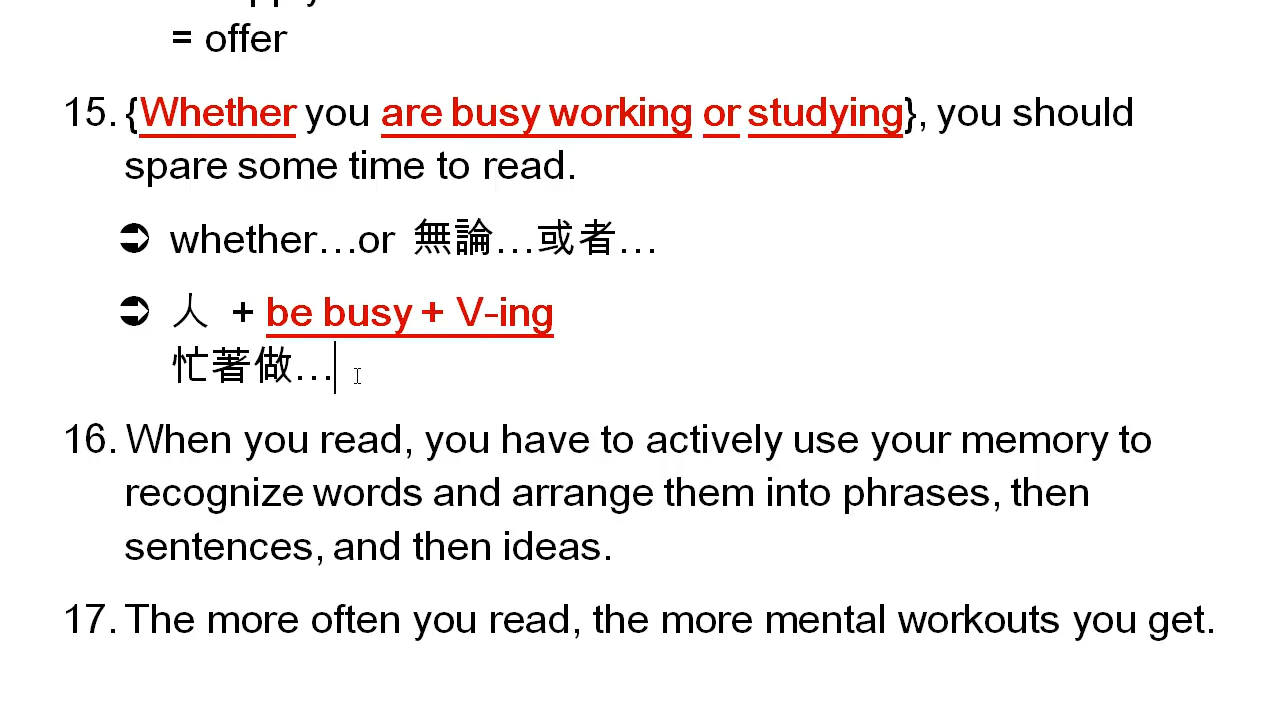 = offer
15. {Whether you are busy working or studying}, you should
spare some time to read.
➲ whether…or 無論…或者…
➲ 人 + be busy + V-ing
忙著做…
16. When you read, you have to actively use your memory to
recognize words and arrange them into phrases, then
sentences, and then ideas.
17. The more often you read, the more mental workouts you get.